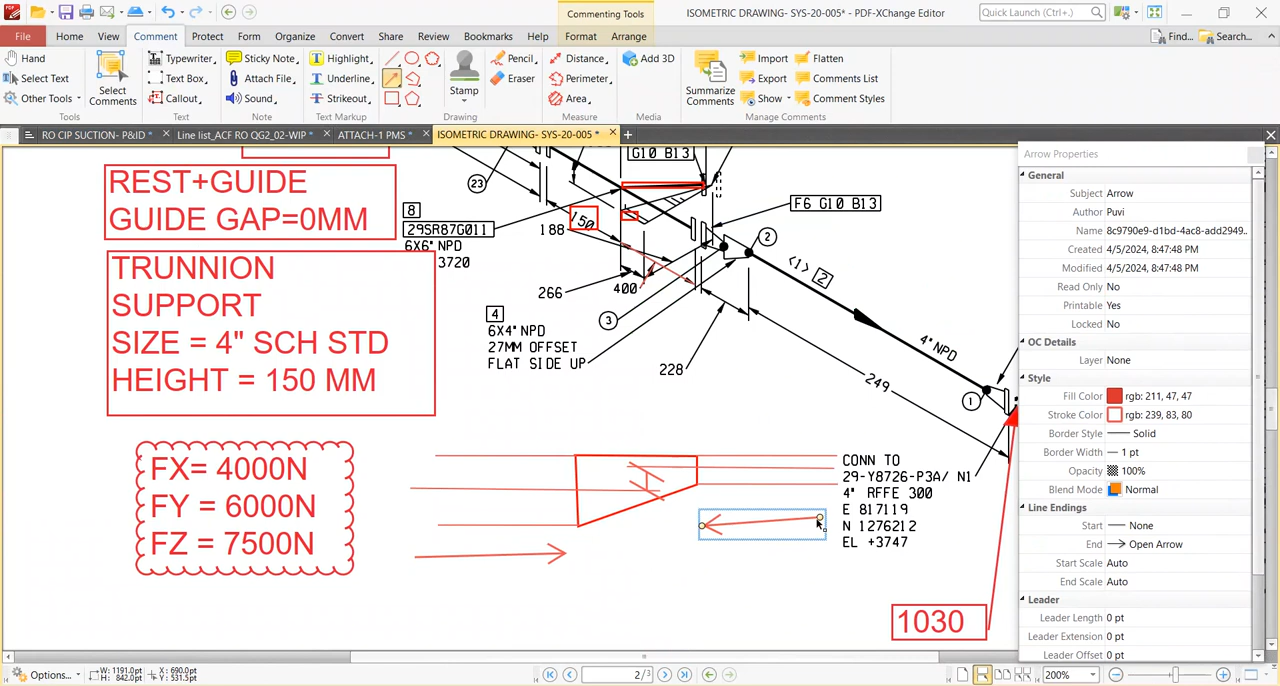 Commenting Tools
ISOMETRIC DRAWING- SYS-20-005* - PDF-XChange Editor
Quick Launch (Ctrl+.)
File Home View Comment Protect Form Organize Convert Share Review Bookmarks Help Format Arrange
Find... Search...
Hand
Select Text
Other Tools
Tools
Select Comments
Typewriter
Text Box
Callout
Text
Sticky Note
Attach File
Sound
Note
Highlight
Underline
Strikeout
Text Markup
Drawing
Stamp
Pencil
Eraser
Distance
Perimeter
Area
Measure
Add 3D
Media
Summarize Comments
Import
Export
Show
Flatten
Comments List
Comment Styles
Manage Comments
RO CIP SUCTION- P&ID *
Line list_ACF RO QG2_02-WIP *
ATTACH-1 PMS *
ISOMETRIC DRAWING- SYS-20-005 *
REST+GUIDE
GUIDE GAP=0MM
TRUNNION
SUPPORT
SIZE = 4" SCH STD
HEIGHT = 150 MM
FX= 4000N
FY = 6000N
FZ = 7500N
23
G10 B13
8
29SR87G011
6X6" NPD
3720
150
188
F6 G10 B13
2
<1> 2
266
400
4
6X4" NPD
27MM OFFSET
FLAT SIDE UP
3
228
4" NPD
249
1
CONN TO
29-Y8726-P3A/ N1
4" RFFE 300
E 817119
N 1276212
EL +3747
1030
Arrow Properties
General
Subject Arrow
Author Puvi
Name 8c9790e9-d1bd-4ac8-add2949..
Created 4/5/2024, 8:47:48 PM
Modified 4/5/2024, 8:47:48 PM
Read Only No
Printable Yes
Locked No
OC Details
Layer None
Style
Fill Color rgb: 211, 47, 47
Stroke Color rgb: 239, 83, 80
Border Style Solid
Border Width 1 pt
Opacity 100%
Blend Mode Normal
Line Endings
Start None
End Open Arrow
Start Scale Auto
End Scale Auto
Leader
Leader Length 0 pt
Leader Extension 0 pt
Leader Offset 0 pt
Options...
W: 1191.0pt
H: 842.0pt
X: 690.0pt
Y: 531.5pt
2/3
200%